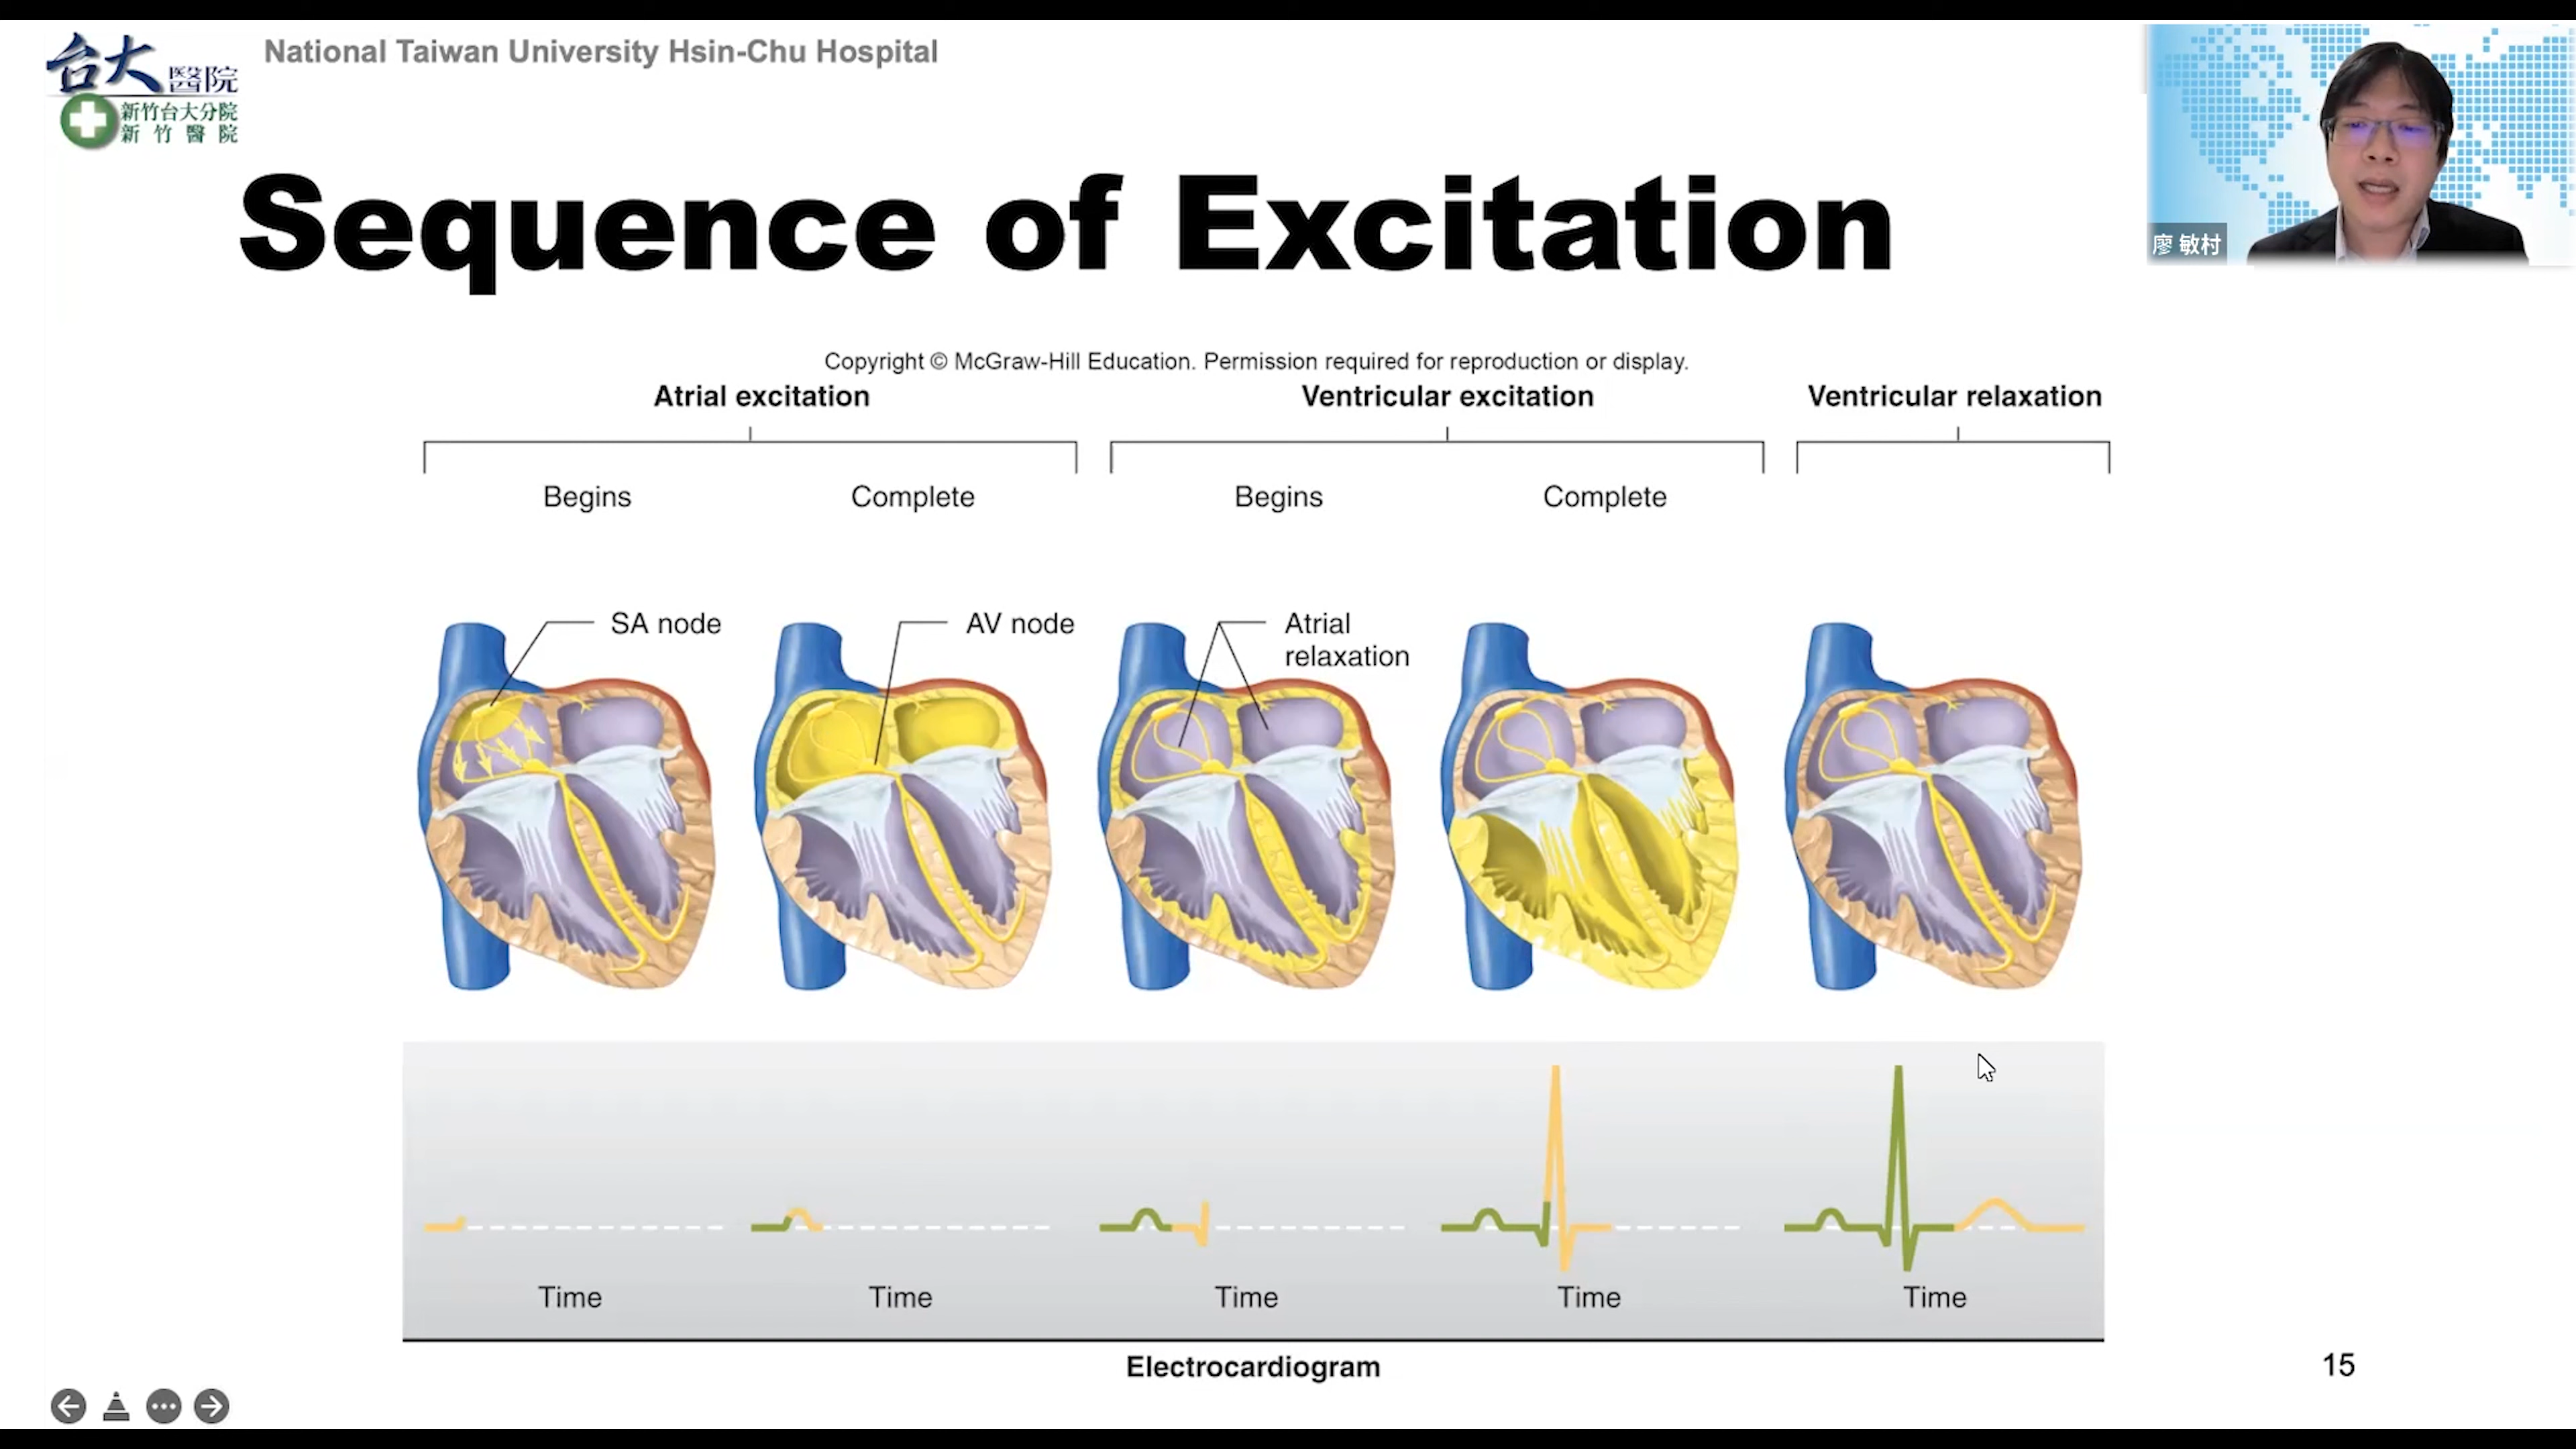 台大醫院
新竹台大分院
新竹醫院
National Taiwan University Hsin-Chu Hospital
廖 敏村
Sequence of Excitation
Copyright © McGraw-Hill Education. Permission required for reproduction or display.
Atrial excitation Ventricular excitation Ventricular relaxation
Begins Complete Begins Complete
SA node AV node Atrial
relaxation
Time Time Time Time Time
Electrocardiogram
15